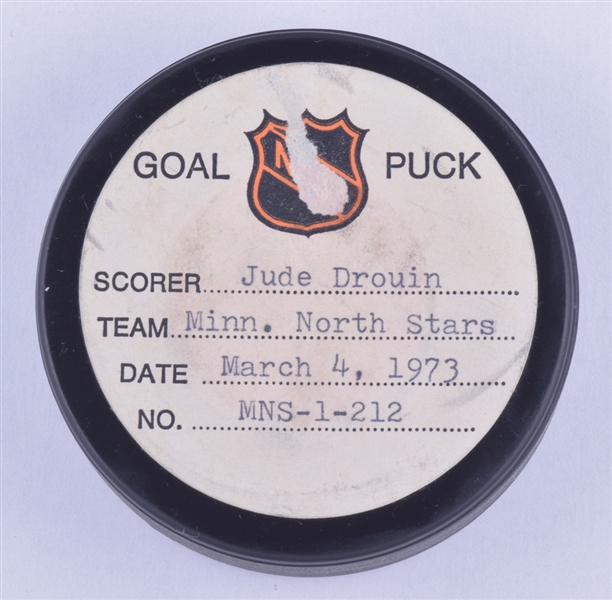 GOAL PUCK
SCORER Jude Drouin
TEAM Minn. North Stars
DATE March 4, 1973
NO. MNS-1-212